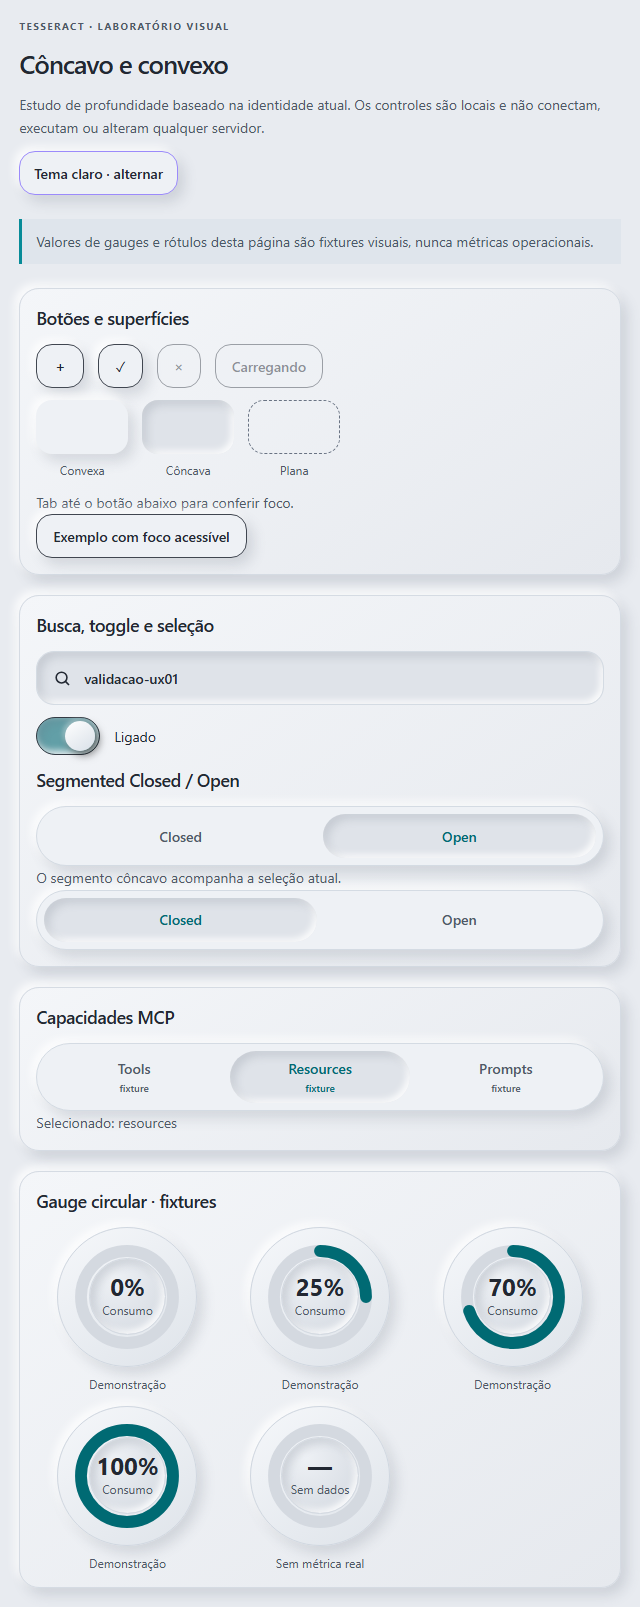 TESSERACT · LABORATÓRIO VISUAL
Côncavo e convexo
Estudo de profundidade baseado na identidade atual. Os controles são locais e não conectam,
executam ou alteram qualquer servidor.
Tema claro · alternar
Valores de gauges e rótulos desta página são fixtures visuais, nunca métricas operacionais.
Botões e superfícies
+ ✓ × Carregando
Convexa Côncava Plana
Tab até o botão abaixo para conferir foco.
Exemplo com foco acessível
Busca, toggle e seleção
validacao-ux01
Ligado
Segmented Closed / Open
Closed Open
O segmento côncavo acompanha a seleção atual.
Closed Open
Capacidades MCP
Tools Resources Prompts
fixture fixture fixture
Selecionado: resources
Gauge circular · fixtures
0% 25% 70%
Consumo Consumo Consumo
Demonstração Demonstração Demonstração
100% —
Consumo Sem dados
Demonstração Sem métrica real